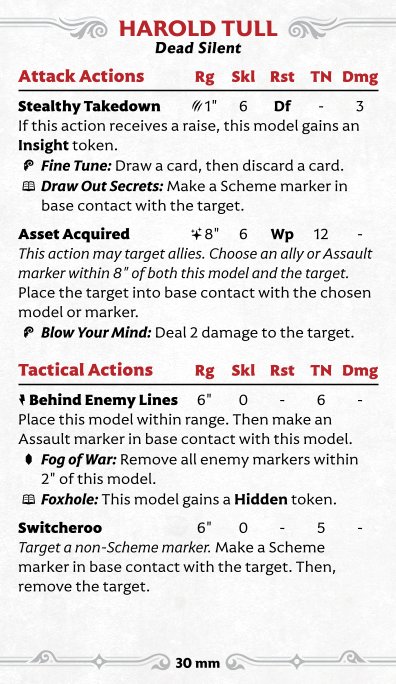 HAROLD TULL
Dead Silent
Attack Actions Rg Skl Rst TN Dmg
Stealthy Takedown 1" 6 Df - 3
If this action receives a raise, this model gains an
Insight token.
Fine Tune: Draw a card, then discard a card.
Draw Out Secrets: Make a Scheme marker in
base contact with the target.
Asset Acquired 8" 6 Wp 12 -
This action may target allies. Choose an ally or Assault
marker within 8" of both this model and the target.
Place the target into base contact with the chosen
model or marker.
Blow Your Mind: Deal 2 damage to the target.
Tactical Actions Rg Skl Rst TN Dmg
Behind Enemy Lines 6" 0 - 6 -
Place this model within range. Then make an
Assault marker in base contact with this model.
Fog of War: Remove all enemy markers within
2" of this model.
Foxhole: This model gains a Hidden token.
Switcheroo 6" 0 - 5 -
Target a non-Scheme marker. Make a Scheme
marker in base contact with the target. Then,
remove the target.
30 mm